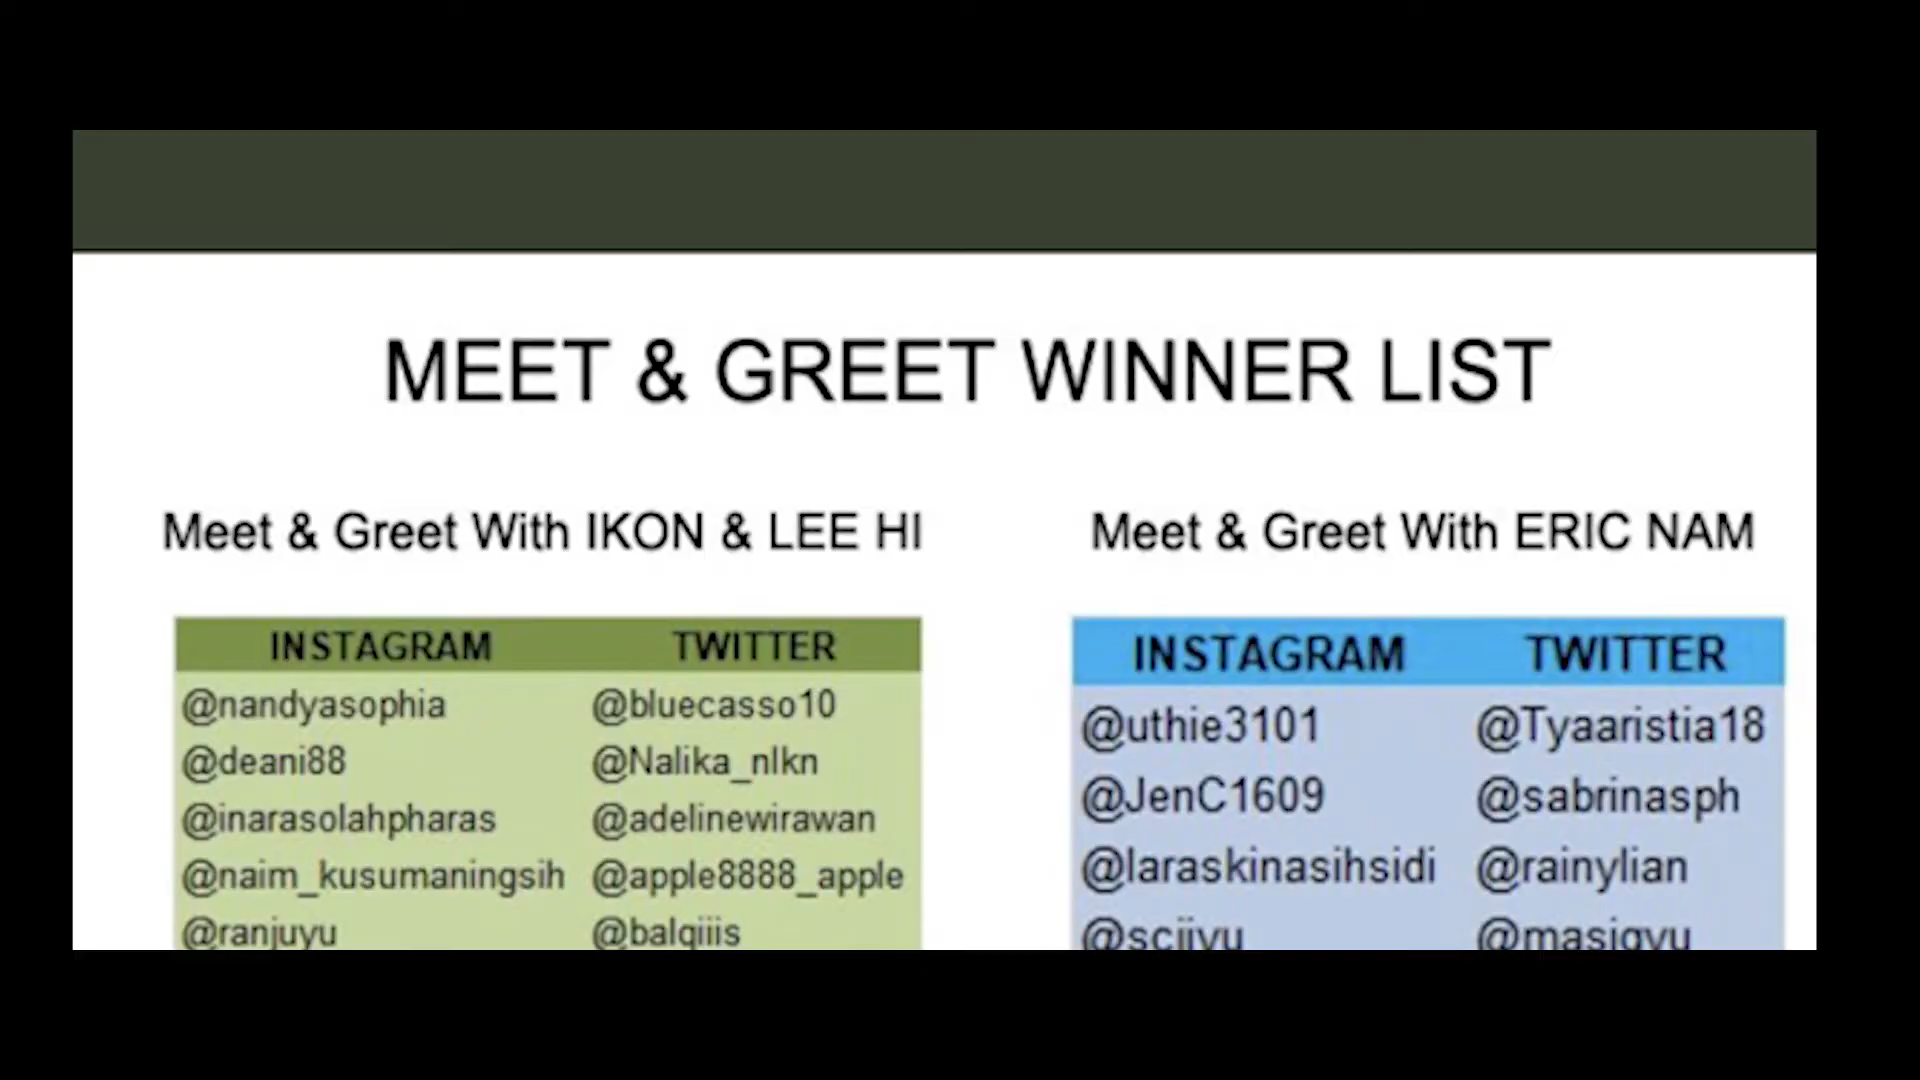 MEET & GREET WINNER LIST
Meet & Greet With IKON & LEE HI
INSTAGRAM TWITTER
@nandyasophia @bluecasso10
@deani88 @Nalika_nlkn
@inarasolahpharas @adelinewirawan
@naim_kusumaningsih @apple8888_apple
@ranjuyu @balqiiis
Meet & Greet With ERIC NAM
INSTAGRAM TWITTER
@uthie3101 @Tyaaristia18
@JenC1609 @sabrinasph
@laraskinasihsidi @rainylian